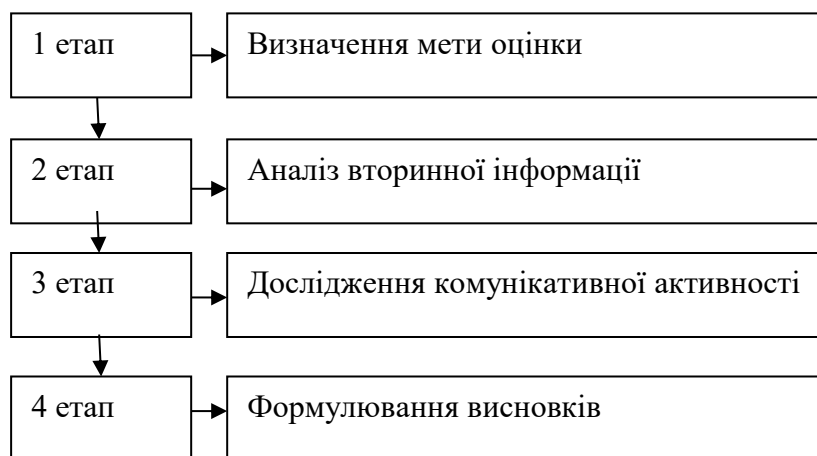 1 етап
Визначення мети оцінки
2 етап
Аналіз вторинної інформації
3 етап
Дослідження комунікативної активності
4 етап
Формулювання висновків